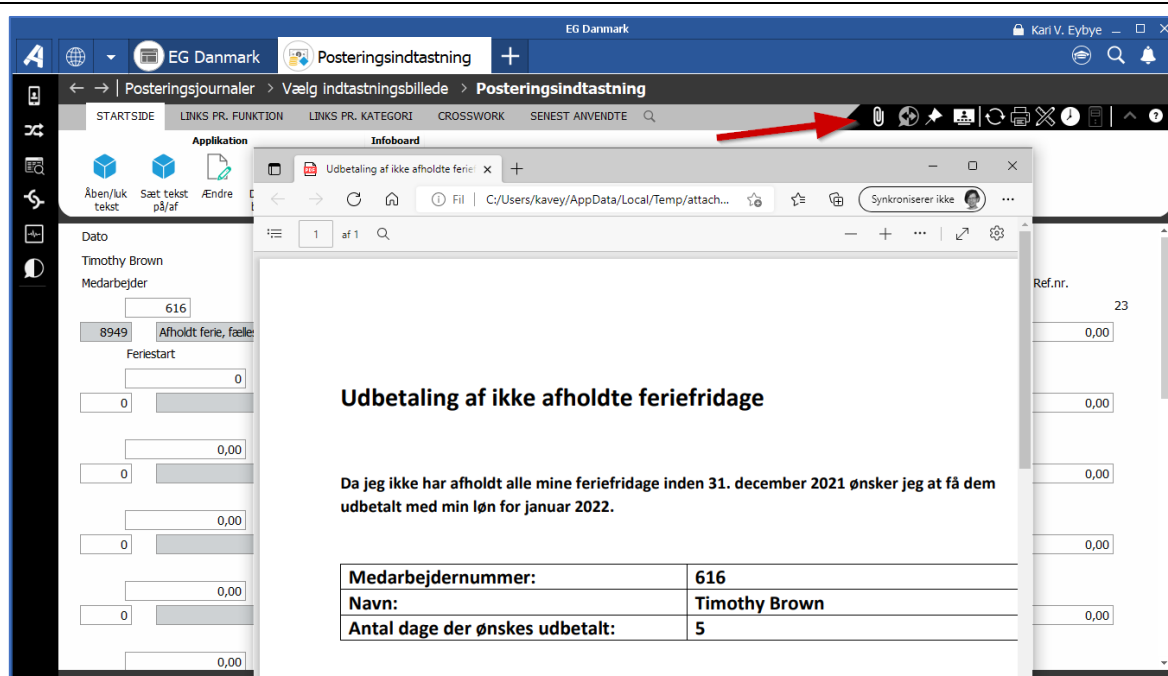 EG Danmark
Kari V. Eybye
EG Danmark
Posteringsindtastning
Posteringsjournaler > Vælg indtastningsbillede > Posteringsindtastning
STARTSIDE LINKS PR. FUNKTION LINKS PR. KATEGORI CROSSWORK SENEST ANVENDTE
Applikation Infoboard
Åben/luk tekst
Sæt tekst på/af
Ændre
Udbetaling af ikke afholdte ferief
Fil C:/Users/kavey/AppData/Local/Temp/attach...
Synkroniserer ikke
1 af 1
Dato
Timothy Brown
Medarbejder
Ref.nr.
616
23
8949 Afholdt ferie, fælles
0,00
Feriestart
0
0
0,00
0,00
0
0,00
0,00
0
0,00
0,00
0
0,00
0,00
Udbetaling af ikke afholdte feriefridage
Da jeg ikke har afholdt alle mine feriefridage inden 31. december 2021 ønsker jeg at få dem
udbetalt med min løn for januar 2022.
Medarbejdernummer: 616
Navn: Timothy Brown
Antal dage der ønskes udbetalt: 5